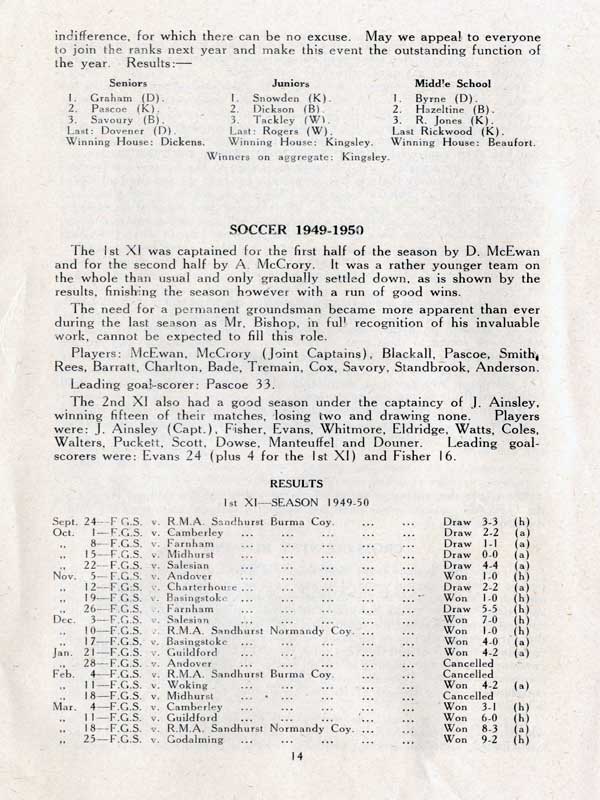 indifference, for which there can be no excuse. May we appeal to everyone
to join the ranks next year and make this event the outstanding function of
the year. Results:—
Seniors
1. Graham (D).
2. Pascoe (K).
3. Savoury (B).
Last: Dovener (D).
Winning House: Dickens.
Juniors
1. Snowden (K).
2. Dickson (B).
3. Tackley (W).
Last: Rogers (W).
Winning House: Kingsley.
Middle School
1. Byrne (D).
2. Hazeltine (B).
3. R. Jones (K).
Last Rickwood (K).
Winning House: Beaufort.
Winners on aggregate: Kingsley.
SOCCER 1949-1950
The 1st XI was captained for the first half of the season by D. McEwan
and for the second half by A. McCrory. It was a rather younger team on
the whole than usual and only gradually settled down, as is shown by the
results, finishing the season however with a run of good wins.
The need for a permanent groundsman became more apparent than ever
during the last season as Mr. Bishop, in full recognition of his invaluable
work, cannot be expected to fill this role.
Players: McEwan, McCrory (Joint Captains), Blackall, Pascoe, Smith,
Rees, Barratt, Charlton, Bade, Tremain, Cox, Savory, Standbrook, Anderson.
Leading goal-scorer: Pascoe 33.
The 2nd XI also had a good season under the captaincy of J. Ainsley,
winning fifteen of their matches, losing two and drawing none. Players
were: J. Ainsley (Capt.), Fisher, Evans, Whitmore, Eldridge, Watts, Coles,
Walters, Puckett, Scott, Dowse, Manteuffel and Douner. Leading goal-
scorers were: Evans 24 (plus 4 for the 1st XI) and Fisher 16.
RESULTS
1st XI—SEASON 1949-50
Sept. 24—F.G.S. v. R.M.A. Sandhurst Burma Coy. ... ... Draw 3-3 (h)
Oct. 1—F.G.S. v. Camberley ... ... ... ... ... Draw 2-2 (a)
„ 8—F.G.S. v. Farnham ... ... ... ... ... Draw 1-1 (a)
„ 15—F.G.S. v. Midhurst ... ... ... ... ... Draw 0-0 (a)
„ 22—F.G.S. v. Salesian ... ... ... ... ... Draw 4-4 (a)
Nov. 5—F.G.S. v. Andover ... ... ... ... ... Won 1-0 (h)
„ 12—F.G.S. v. Charterhouse ... ... ... ... ... Draw 2-2 (a)
„ 19—F.G.S. v. Basingstoke ... ... ... ... ... Won 1-0 (h)
„ 26—F.G.S. v. Farnham ... ... ... ... ... Draw 5-5 (h)
Dec. 3—F.G.S. v. Salesian ... ... ... ... ... Won 7-0 (h)
„ 10—F.G.S. v. R.M.A. Sandhurst Normandy Coy. ... ... Won 1-0 (h)
„ 17—F.G.S. v. Basingstoke ... ... ... ... ... Won 4-0 (a)
Jan. 21—F.G.S. v. Guildford ... ... ... ... ... Won 4-2 (a)
„ 28—F.G.S. v. Andover ... ... ... ... ... Cancelled
Feb. 4—F.G.S. v. R.M.A. Sandhurst Burma Coy. ... ... Cancelled
„ 11—F.G.S. v. Woking ... ... ... ... ... Won 4-2 (a)
„ 18—F.G.S. v. Midhurst ... ... ... ... ... Cancelled
Mar. 4—F.G.S. v. Camberley ... ... ... ... ... Won 3-1 (h)
„ 11—F.G.S. v. Guildford ... ... ... ... ... Won 6-0 (h)
„ 18—F.G.S. v. R.M.A. Sandhurst Normandy Coy. ... ... Won 8-3 (a)
„ 25—F.G.S. v. Godalming ... ... ... ... ... Won 9-2 (h)
14